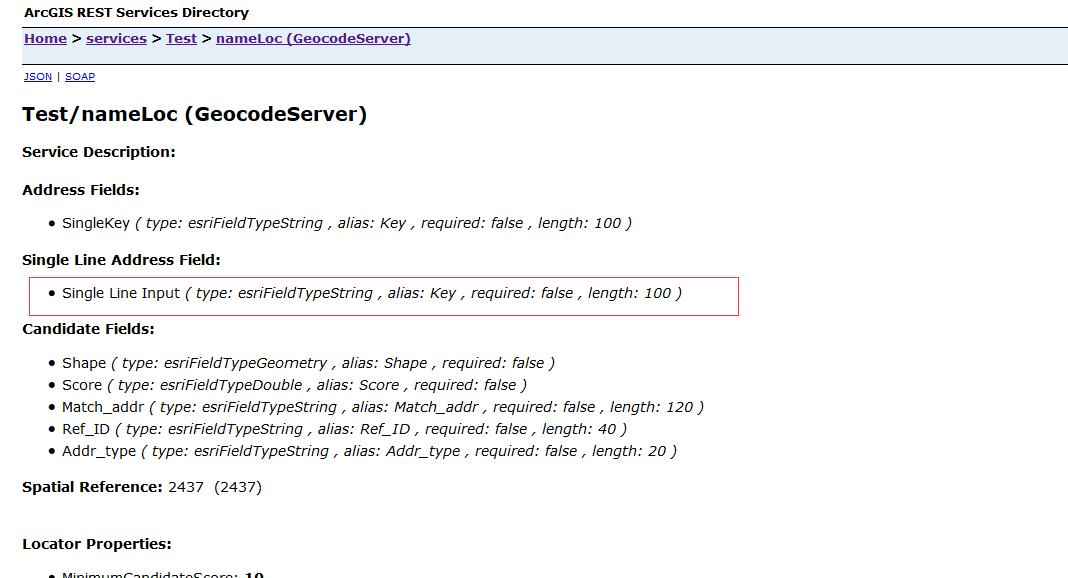 ArcGIS REST Services Directory
Home > services > Test > nameLoc (GeocodeServer)
JSON | SOAP
Test/nameLoc (GeocodeServer)
Service Description:
Address Fields:
• SingleKey ( type: esriFieldTypeString , alias: Key , required: false , length: 100 )
Single Line Address Field:
• Single Line Input ( type: esriFieldTypeString , alias: Key , required: false , length: 100 )
Candidate Fields:
• Shape ( type: esriFieldTypeGeometry , alias: Shape , required: false )
• Score ( type: esriFieldTypeDouble , alias: Score , required: false )
• Match_addr ( type: esriFieldTypeString , alias: Match_addr , required: false , length: 120 )
• Ref_ID ( type: esriFieldTypeString , alias: Ref_ID , required: false , length: 40 )
• Addr_type ( type: esriFieldTypeString , alias: Addr_type , required: false , length: 20 )
Spatial Reference: 2437 (2437)
Locator Properties:
• MinimumCandidateScore: 10